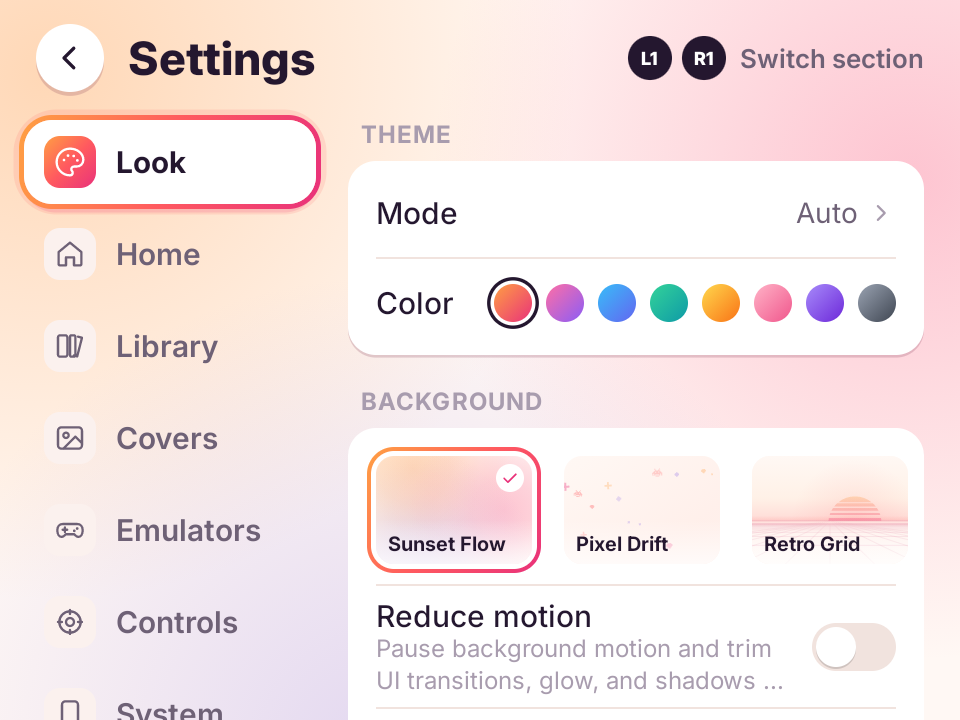 Settings
L1 R1 Switch section
Look
Home
Library
Covers
Emulators
Controls
System
THEME
Mode Auto
Color
BACKGROUND
Sunset Flow
Pixel Drift
Retro Grid
Reduce motion
Pause background motion and trim
UI transitions, glow, and shadows ...